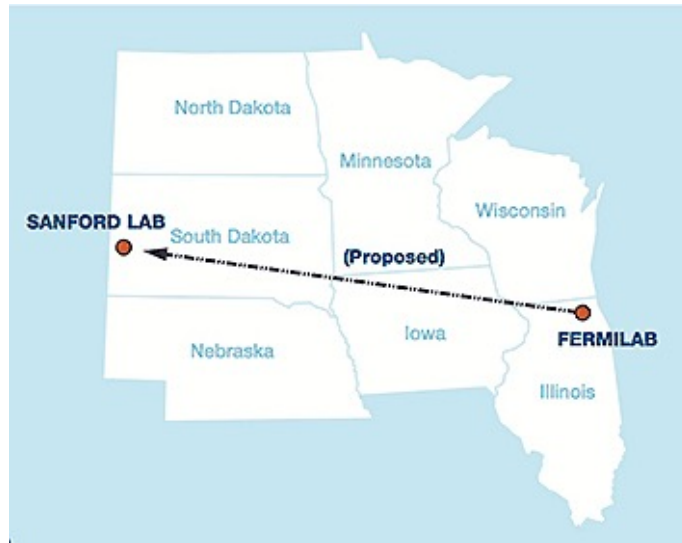 North Dakota
Minnesota
Wisconsin
SANFORD LAB
South Dakota
(Proposed)
Iowa
FERMILAB
Nebraska
Illinois